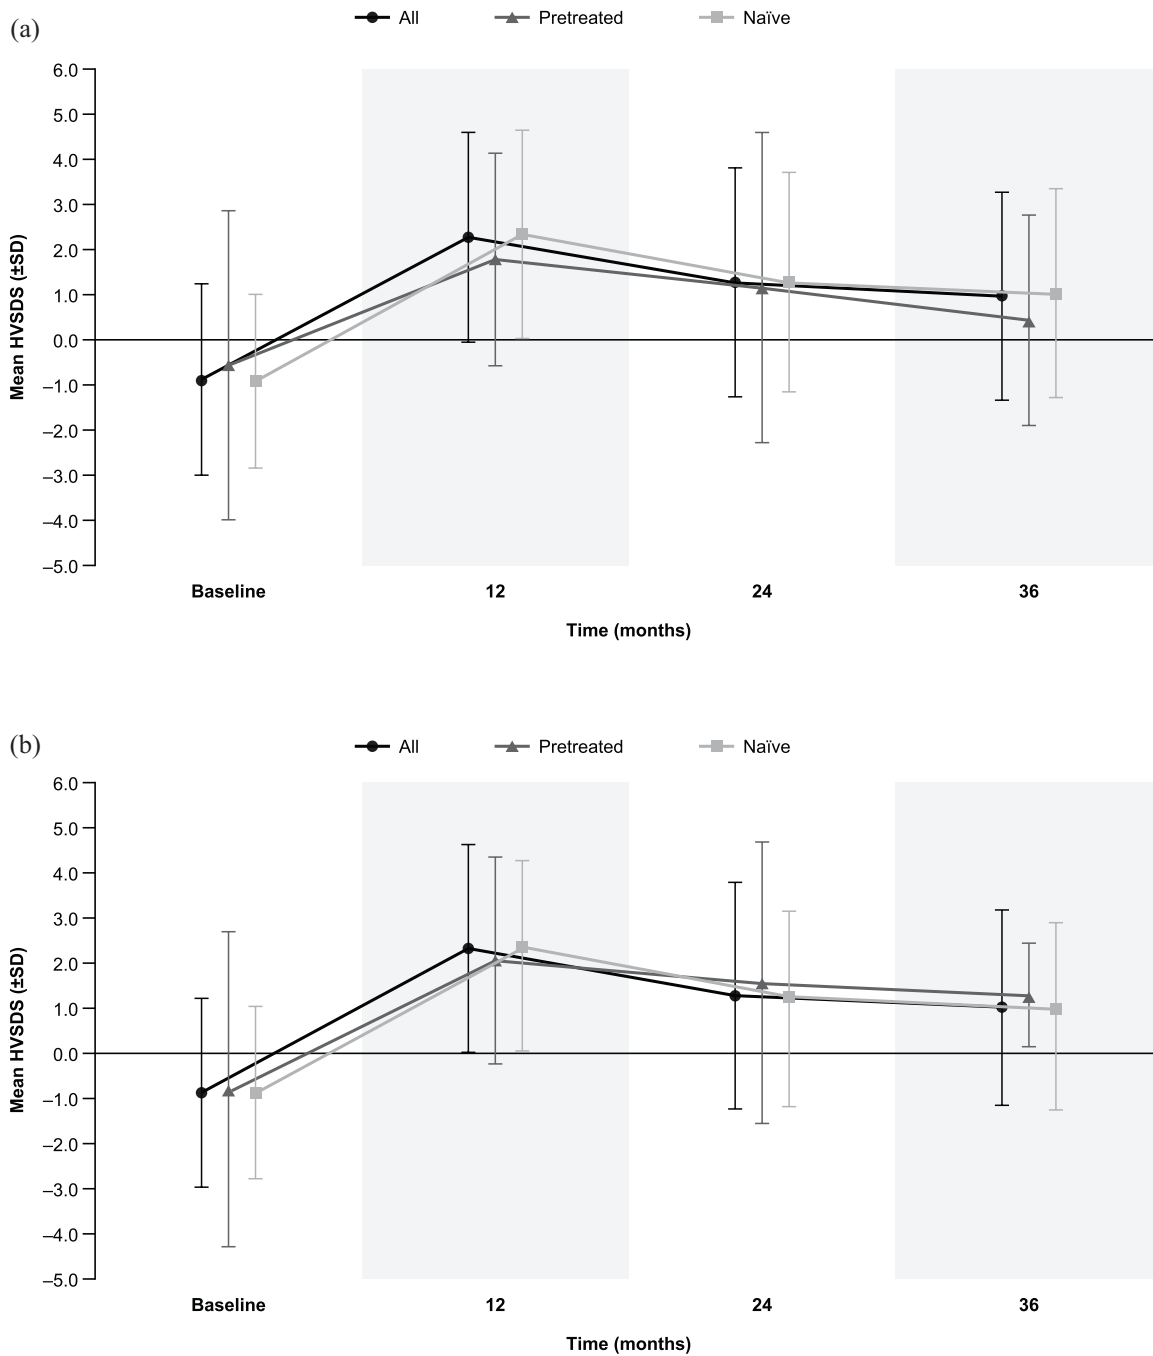 (a)
All Pretreated Naïve
6.0
5.0
4.0
3.0
2.0
1.0
0.0
–1.0
–2.0
–3.0
–4.0
–5.0
Mean HVSDS (±SD)
Baseline 12 24 36
Time (months)
(b)
All Pretreated Naïve
6.0
5.0
4.0
3.0
2.0
1.0
0.0
–1.0
–2.0
–3.0
–4.0
–5.0
Mean HVSDS (±SD)
Baseline 12 24 36
Time (months)